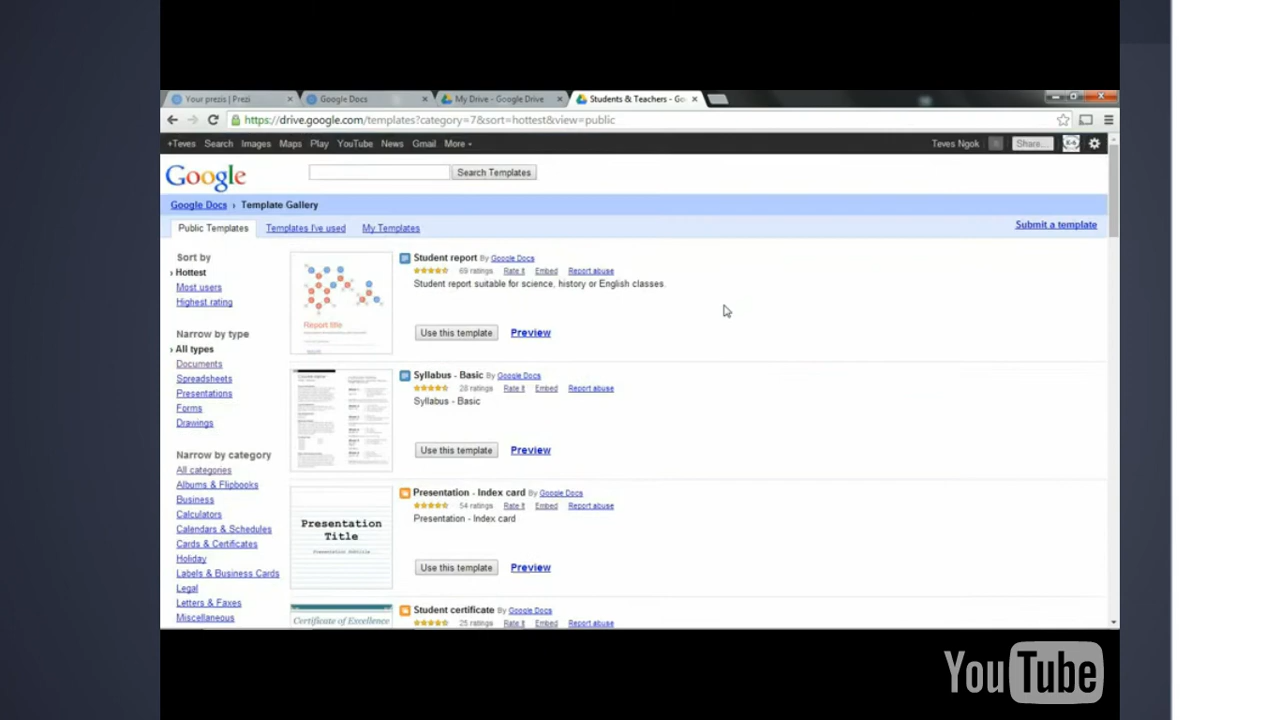 Your prezis | Prezi
Google Docs
My Drive - Google Drive
Students & Teachers - Go
https://drive.google.com/templates?category=7&sort=hottest&view=public
+Teves Search Images Maps Play YouTube News Gmail More
Teves Ngok
Share...
Google
Search Templates
Google Docs › Template Gallery
Public Templates
Templates I've used
My Templates
Submit a template
Sort by
› Hottest
Most users
Highest rating
Narrow by type
› All types
Documents
Spreadsheets
Presentations
Forms
Drawings
Narrow by category
All categories
Albums & Flipbooks
Business
Calculators
Calendars & Schedules
Cards & Certificates
Holiday
Labels & Business Cards
Legal
Letters & Faxes
Miscellaneous
Report title
Student report By Google Docs
69 ratings Rate it Embed Report abuse
Student report suitable for science, history or English classes.
Use this template Preview
Syllabus - Basic By Google Docs
28 ratings Rate it Embed Report abuse
Syllabus - Basic
Use this template Preview
Presentation
Title
Presentation Subtitle
Presentation - Index card By Google Docs
54 ratings Rate it Embed Report abuse
Presentation - Index card
Use this template Preview
Certificate of Excellence
Student certificate By Google Docs
25 ratings Rate it Embed Report abuse
YouTube